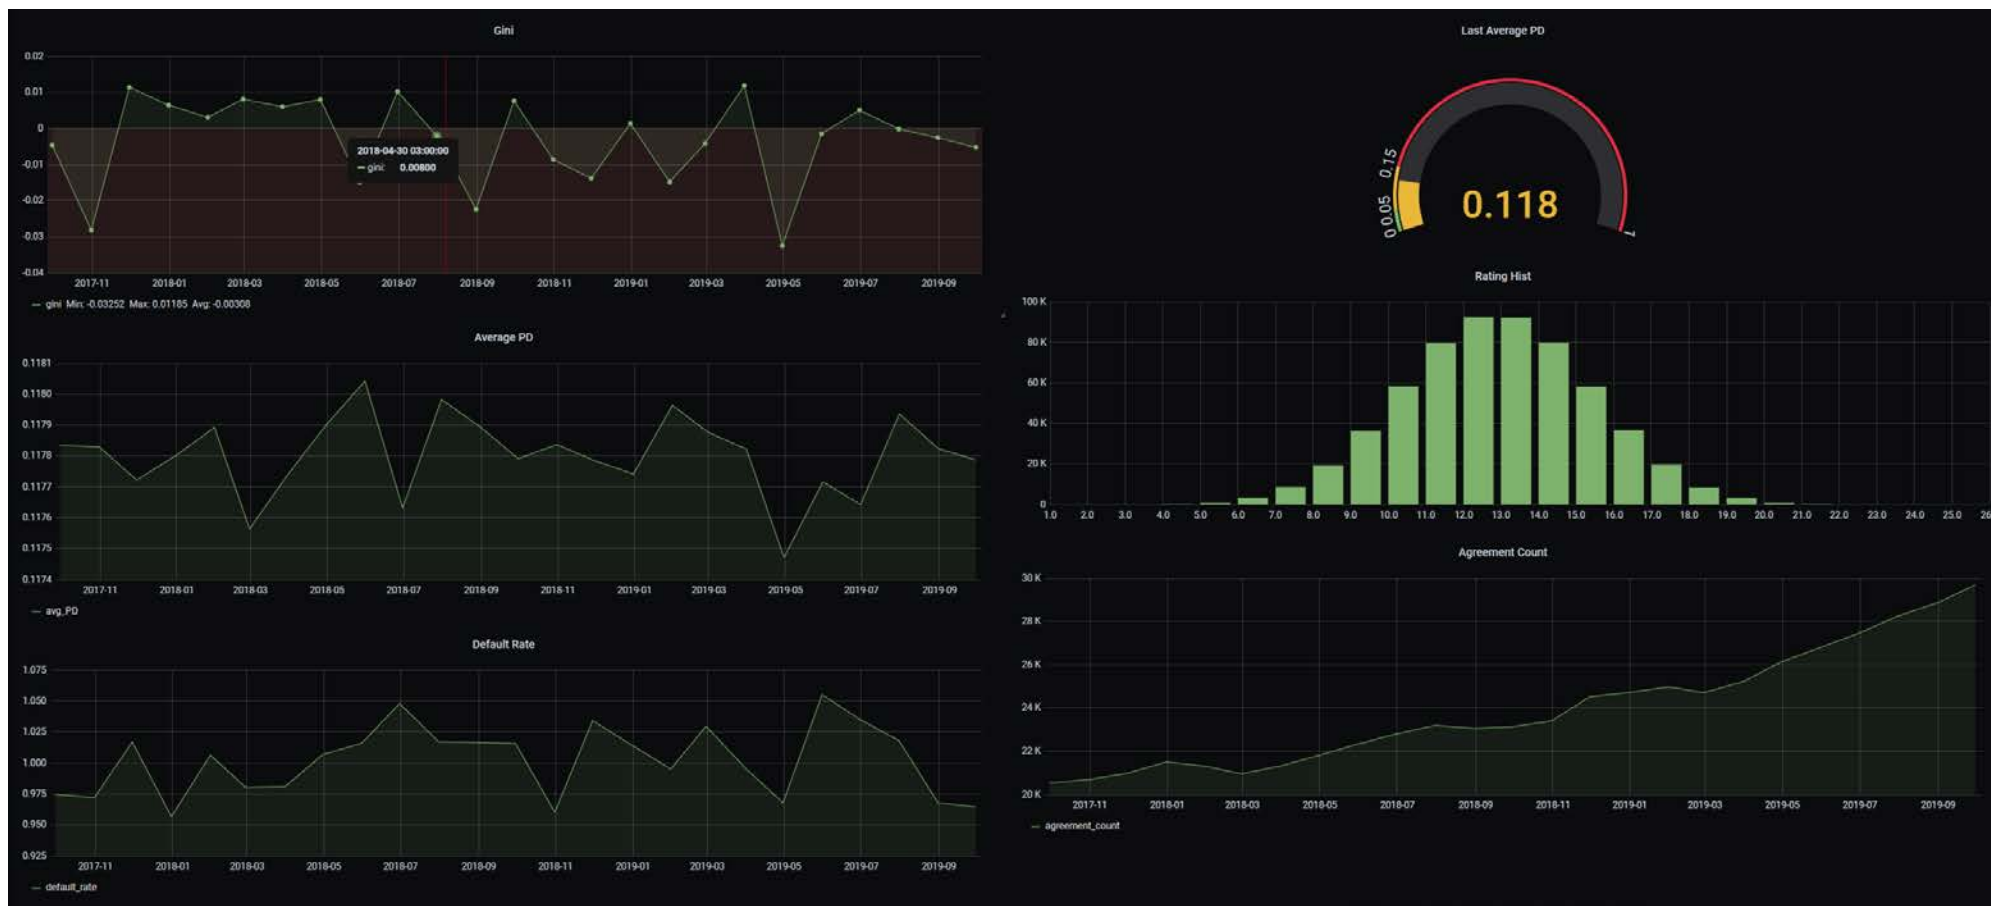 Gini
0.02
0.01
0
-0.01
-0.02
-0.03
-0.04
2018-04-30 03:00:00
gini: 0.00800
2017-11 2018-01 2018-03 2018-05 2018-07 2018-09 2018-11 2019-01 2019-03 2019-05 2019-07 2019-09
gini Min: -0.03252 Max: 0.01185 Avg: -0.00308
Average PD
0.1181
0.1180
0.1179
0.1178
0.1177
0.1176
0.1175
0.1174
2017-11 2018-01 2018-03 2018-05 2018-07 2018-09 2018-11 2019-01 2019-03 2019-05 2019-07 2019-09
avg_PD
Default Rate
1.075
1.050
1.025
1.000
0.975
0.950
0.925
2017-11 2018-01 2018-03 2018-05 2018-07 2018-09 2018-11 2019-01 2019-03 2019-05 2019-07 2019-09
default_rate
Last Average PD
0 0.05 0.15 1
0.118
Rating Hist
100 K
80 K
60 K
40 K
20 K
0
1.0 2.0 3.0 4.0 5.0 6.0 7.0 8.0 9.0 10.0 11.0 12.0 13.0 14.0 15.0 16.0 17.0 18.0 19.0 20.0 21.0 22.0 23.0 24.0 25.0 26
Agreement Count
30 K
28 K
26 K
24 K
22 K
20 K
2017-11 2018-01 2018-03 2018-05 2018-07 2018-09 2018-11 2019-01 2019-03 2019-05 2019-07 2019-09
agreement_count